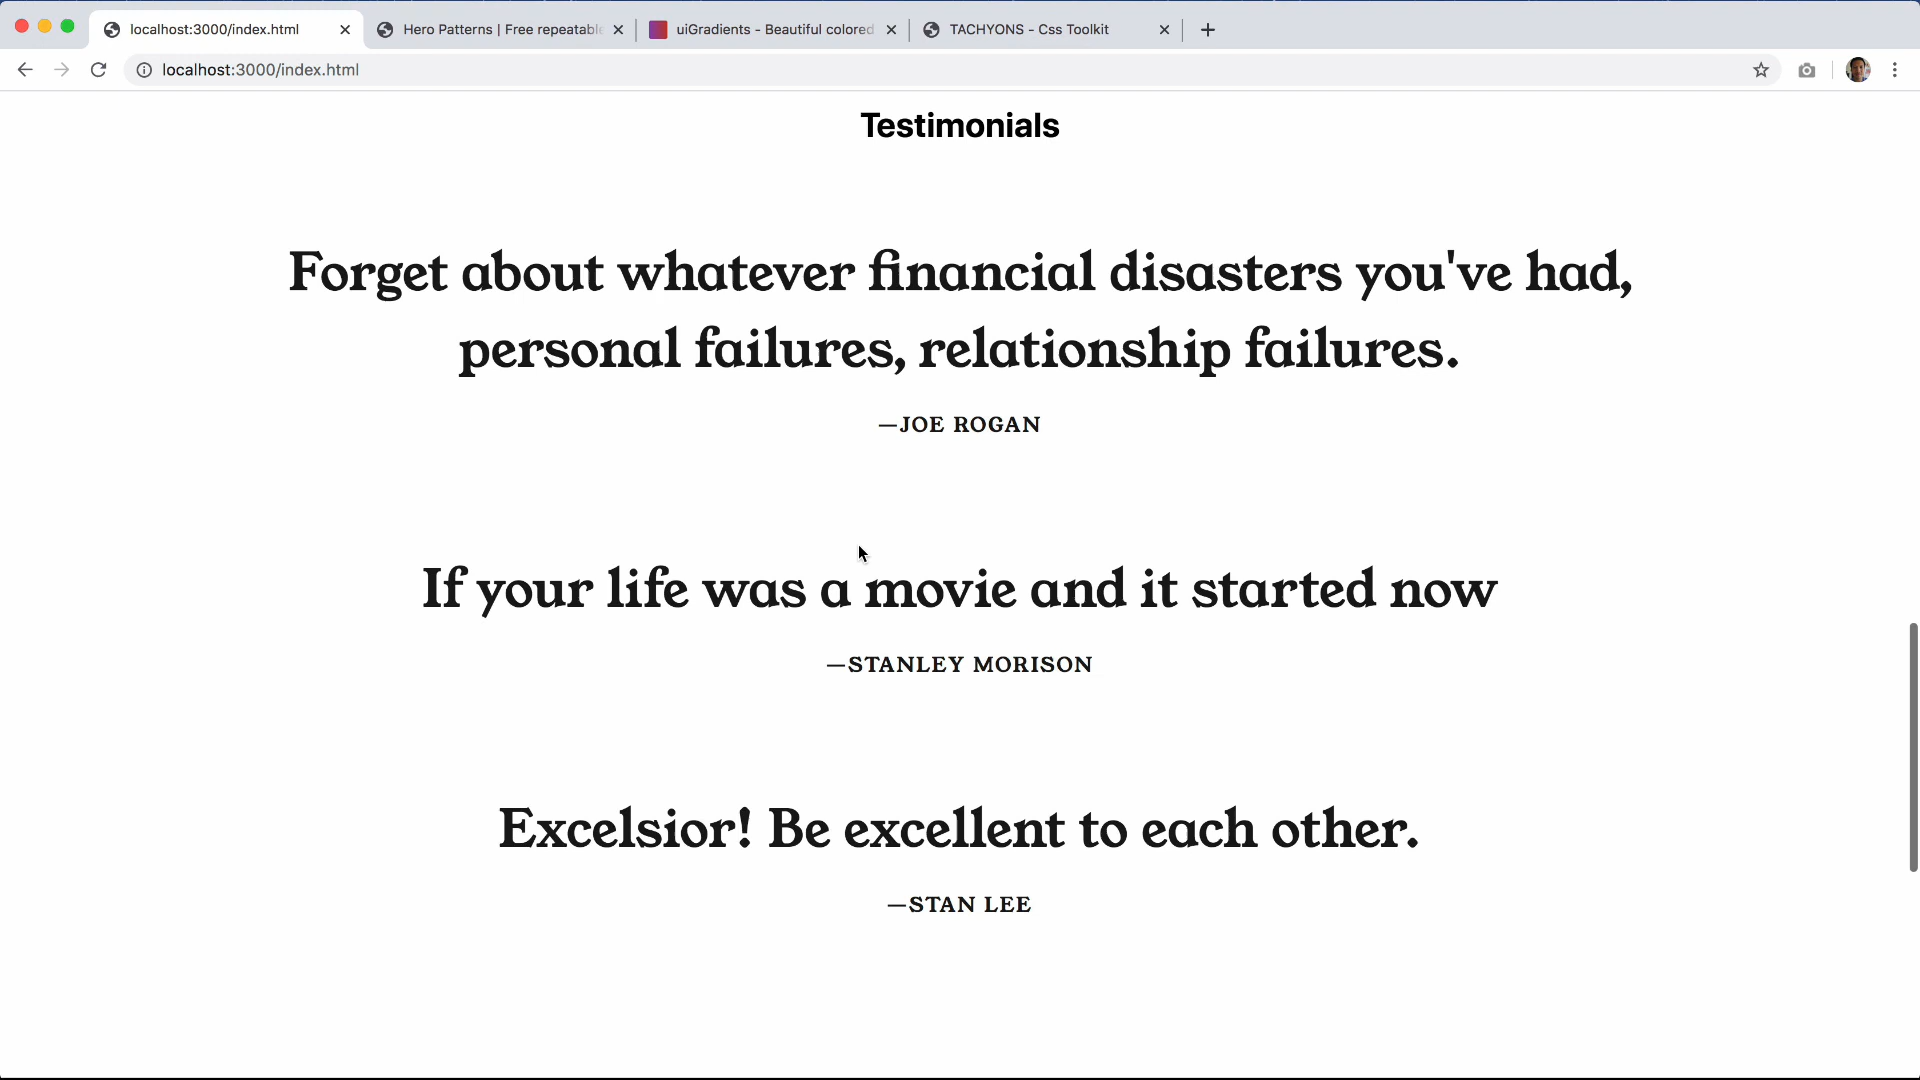 localhost:3000/index.html
Hero Patterns | Free repeatable
uiGradients - Beautiful colored
TACHYONS - Css Toolkit
localhost:3000/index.html
Testimonials
Forget about whatever financial disasters you've had,
personal failures, relationship failures.
—JOE ROGAN
If your life was a movie and it started now
—STANLEY MORISON
Excelsior! Be excellent to each other.
—STAN LEE